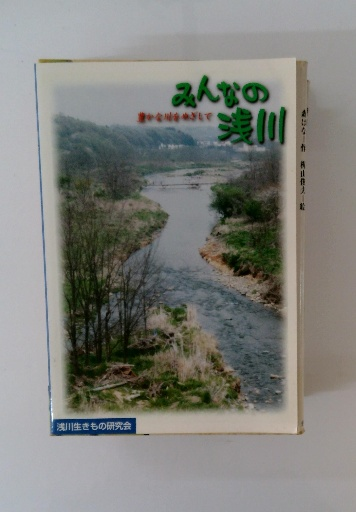 みんなの
浅川
豊かな川をめざして
浅川生きもの研究会